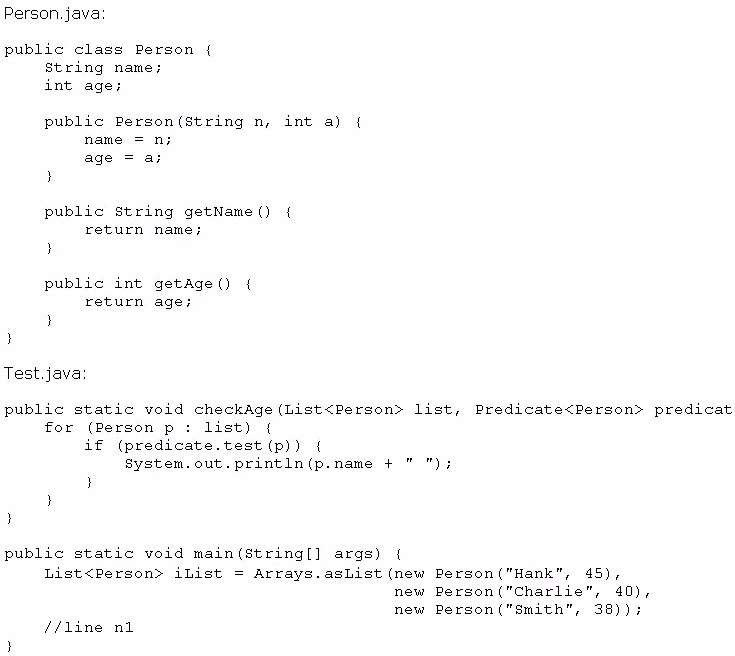 Person.java:
public class Person {
    String name;
    int age;
    public Person(String n, int a) {
        name = n;
        age = a;
    }
    public String getName() {
        return name;
    }
    public int getAge() {
        return age;
    }
}
Test.java:
public static void checkAge(List<Person> list, Predicate<Person> predicat
    for (Person p : list) {
        if (predicate.test(p)) {
            System.out.println(p.name + " ");
        }
    }
}
public static void main(String[] args) {
    List<Person> iList = Arrays.asList(new Person("Hank", 45),
                                       new Person("Charlie", 40),
                                       new Person("Smith", 38));
    //line n1
}